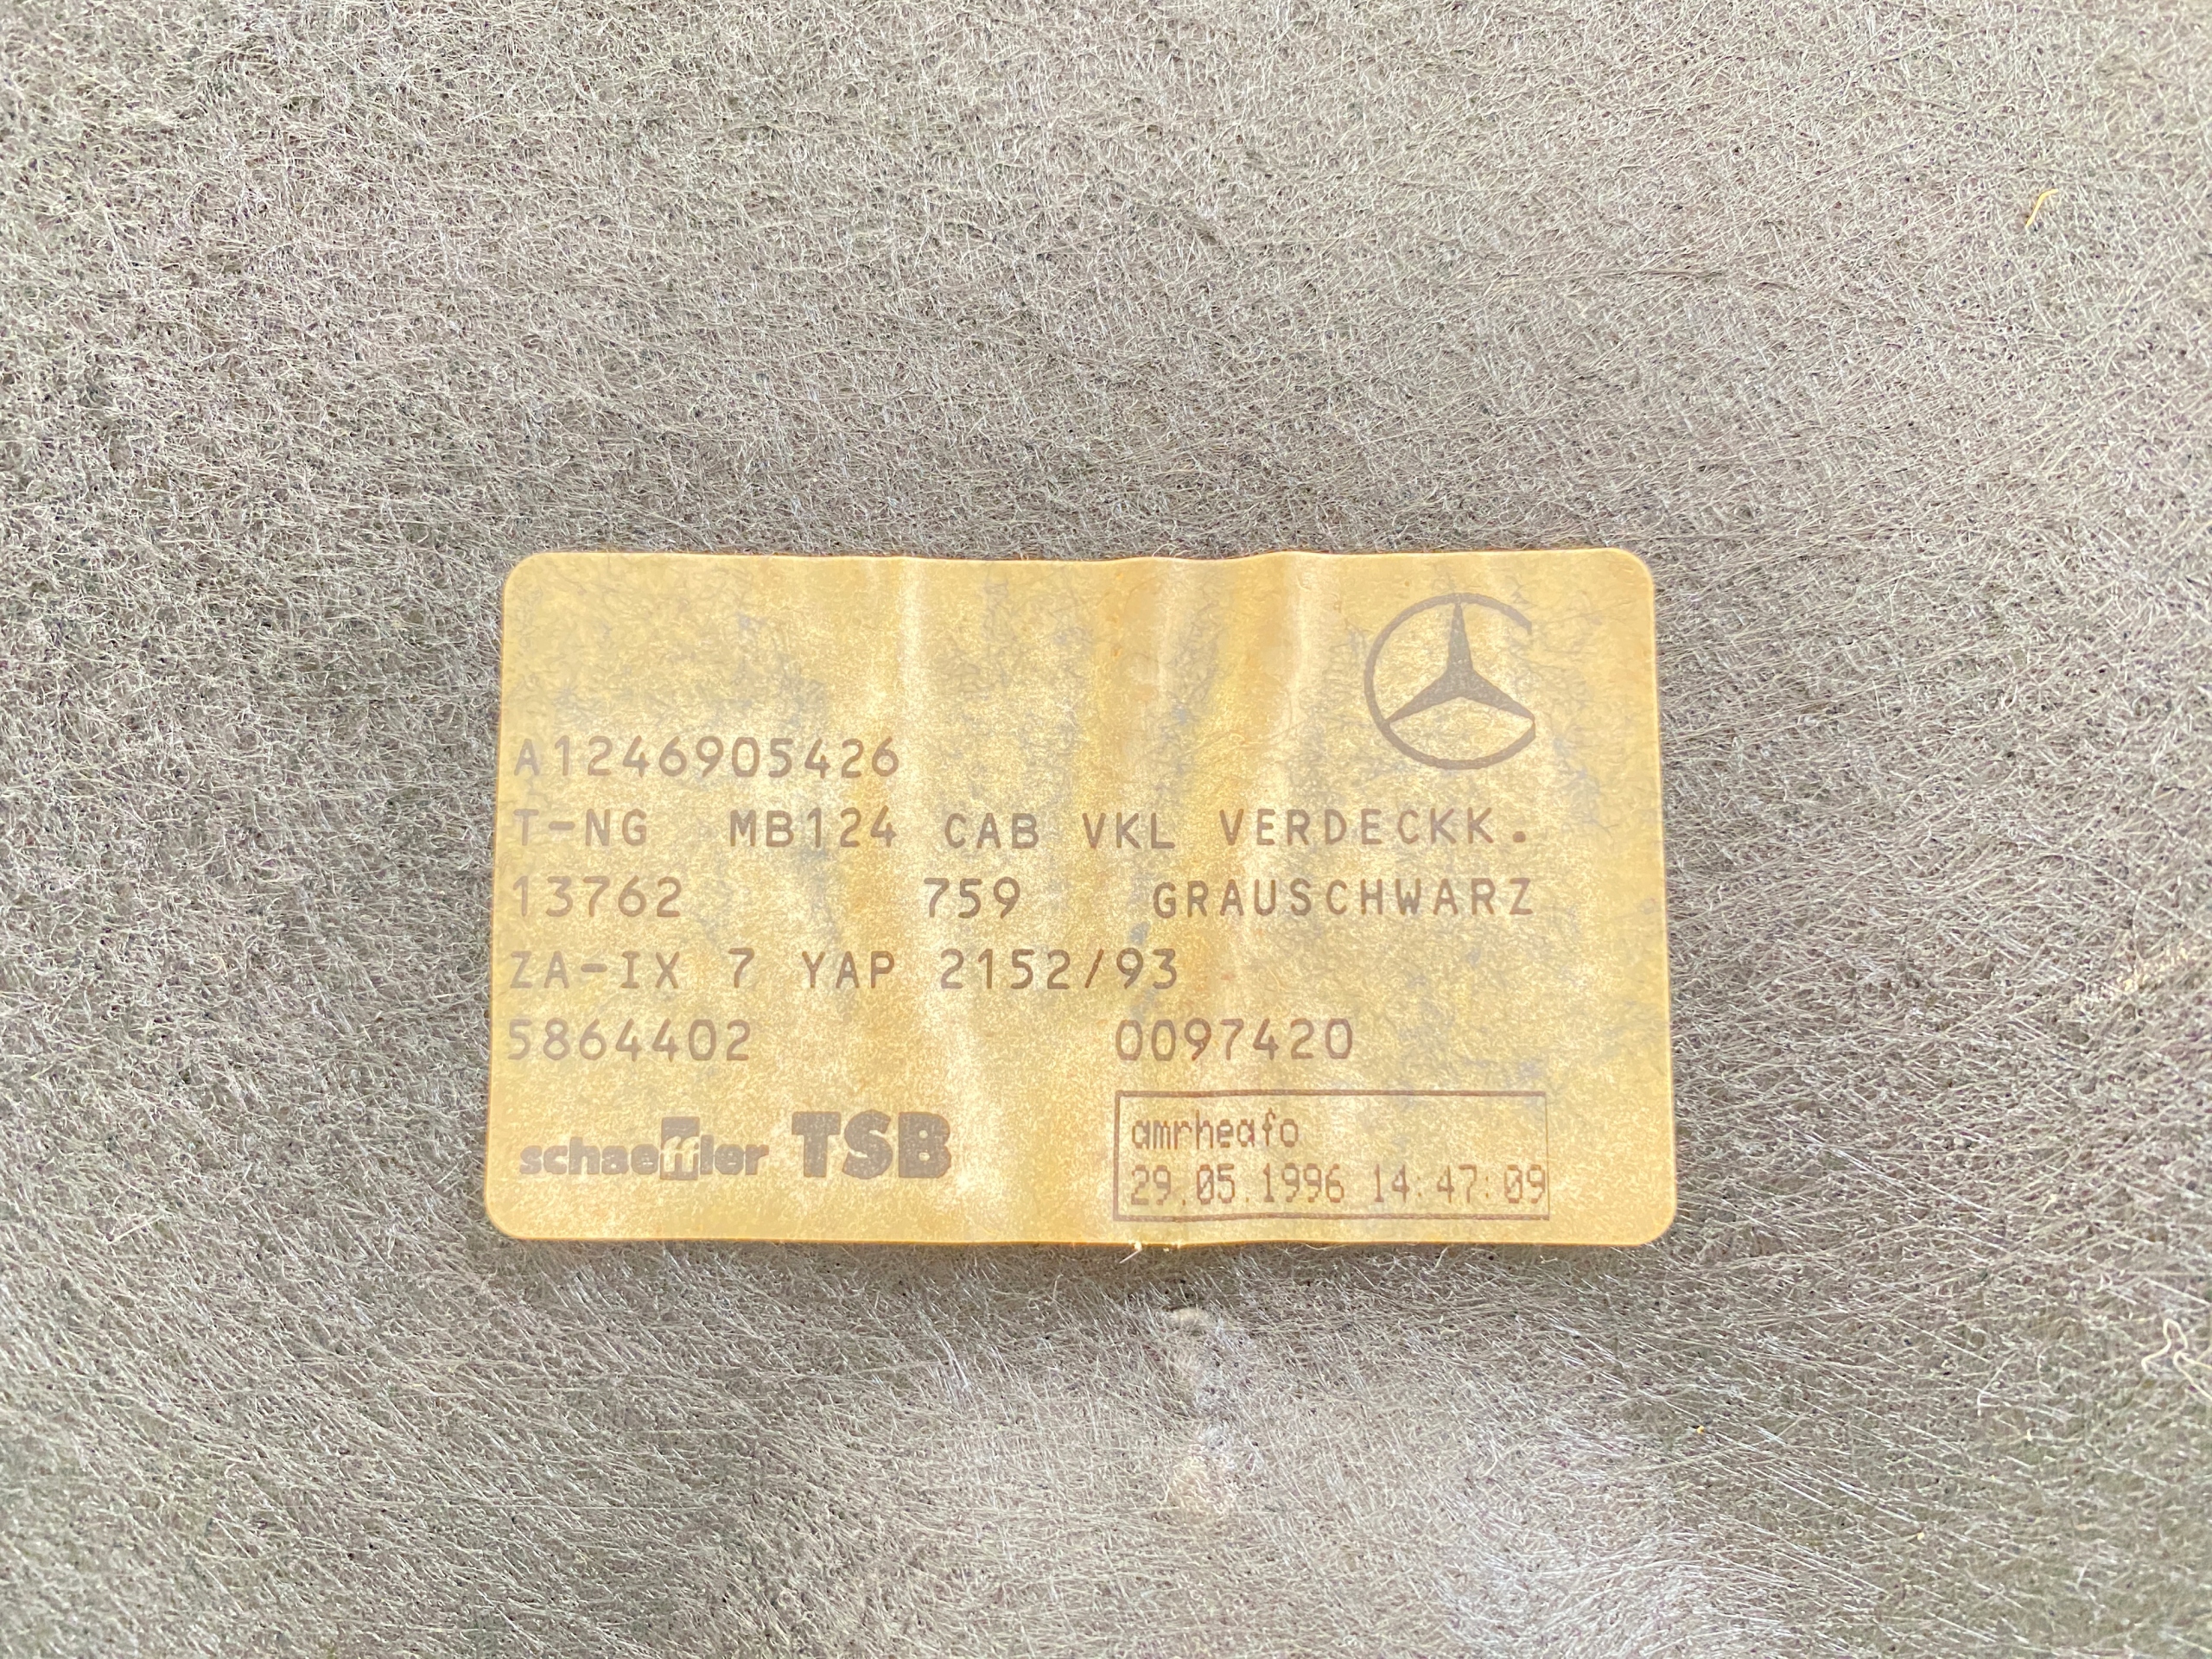 A1246905426
T-NG MB124 CAB VKL VERDECKK.
13762 759 GRAUSCHWARZ
ZA-IX 7 YAP 2152/93
5864402 0097420
schaeffler TSB
amrheafo
29.05.1996 14:47:09